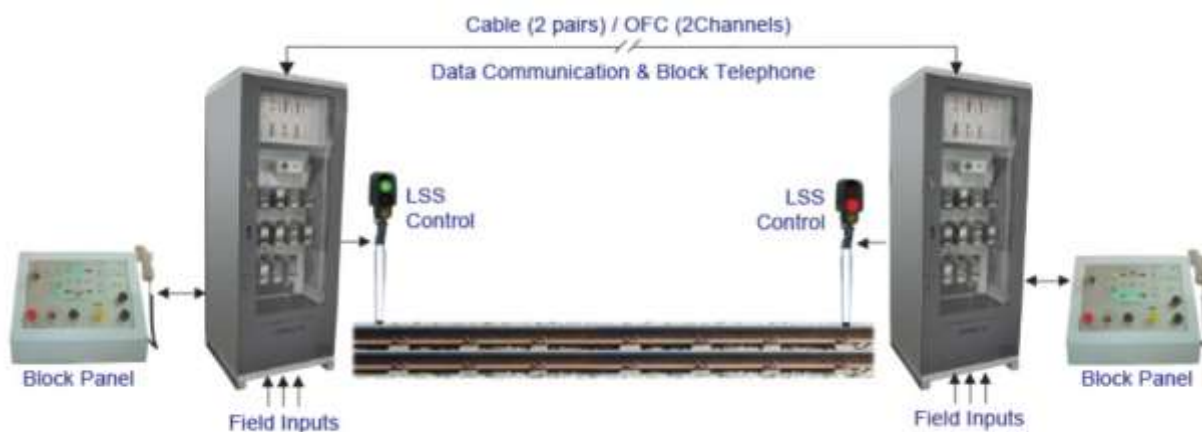 Cable (2 pairs) / OFC (2Channels)
Data Communication & Block Telephone
LSS
Control
LSS
Control
Block Panel
Field Inputs
Field Inputs
Block Panel